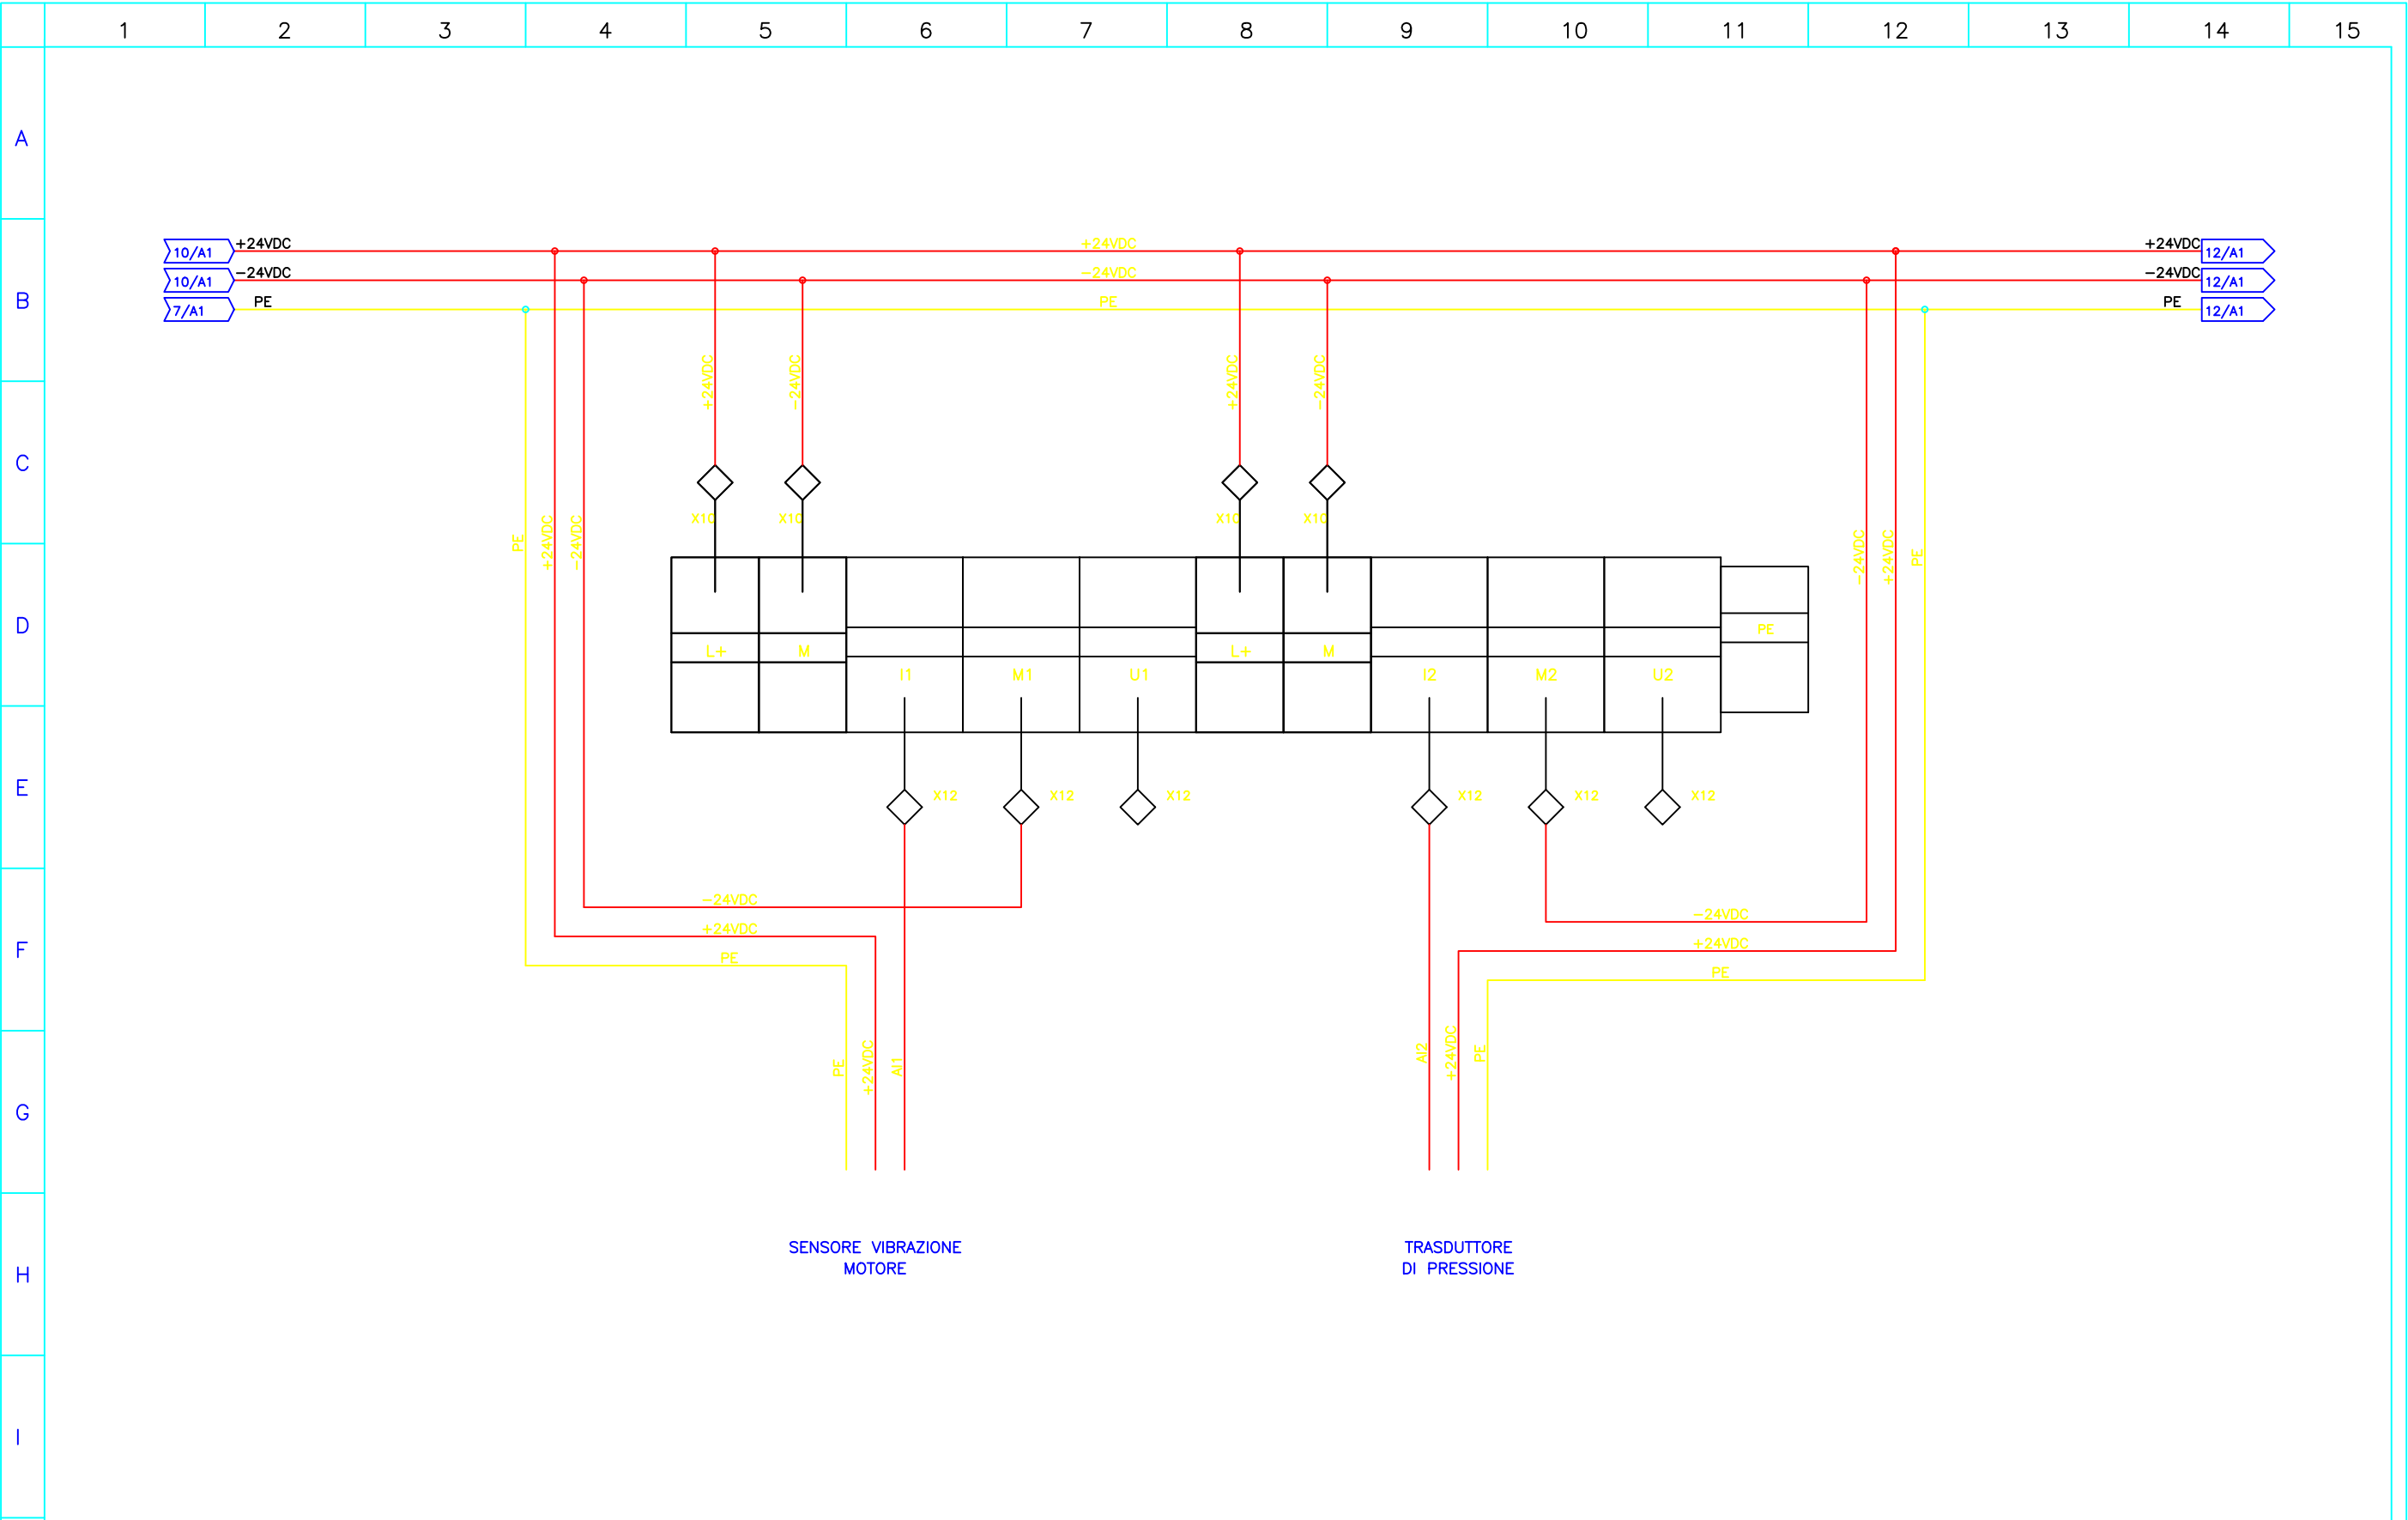 1 2 3 4 5 6 7 8 9 10 11 12 13 14 15
A
+24VDC +24VDC +24VDC
10/A1 12/A1
-24VDC -24VDC -24VDC
10/A1 12/A1
B
PE PE PE
7/A1 12/A1
+24VDC -24VDC +24VDC -24VDC
C
X10 X10 X10 X10
PE +24VDC -24VDC -24VDC +24VDC PE
D
PE
L+ M L+ M
I1 M1 U1 I2 M2 U2
E
X12 X12 X12 X12 X12 X12
-24VDC -24VDC
+24VDC +24VDC
F
PE PE
PE +24VDC AI1 AI2 +24VDC PE
G
SENSORE VIBRAZIONE
MOTORE
TRASDUTTORE
DI PRESSIONE
H
I